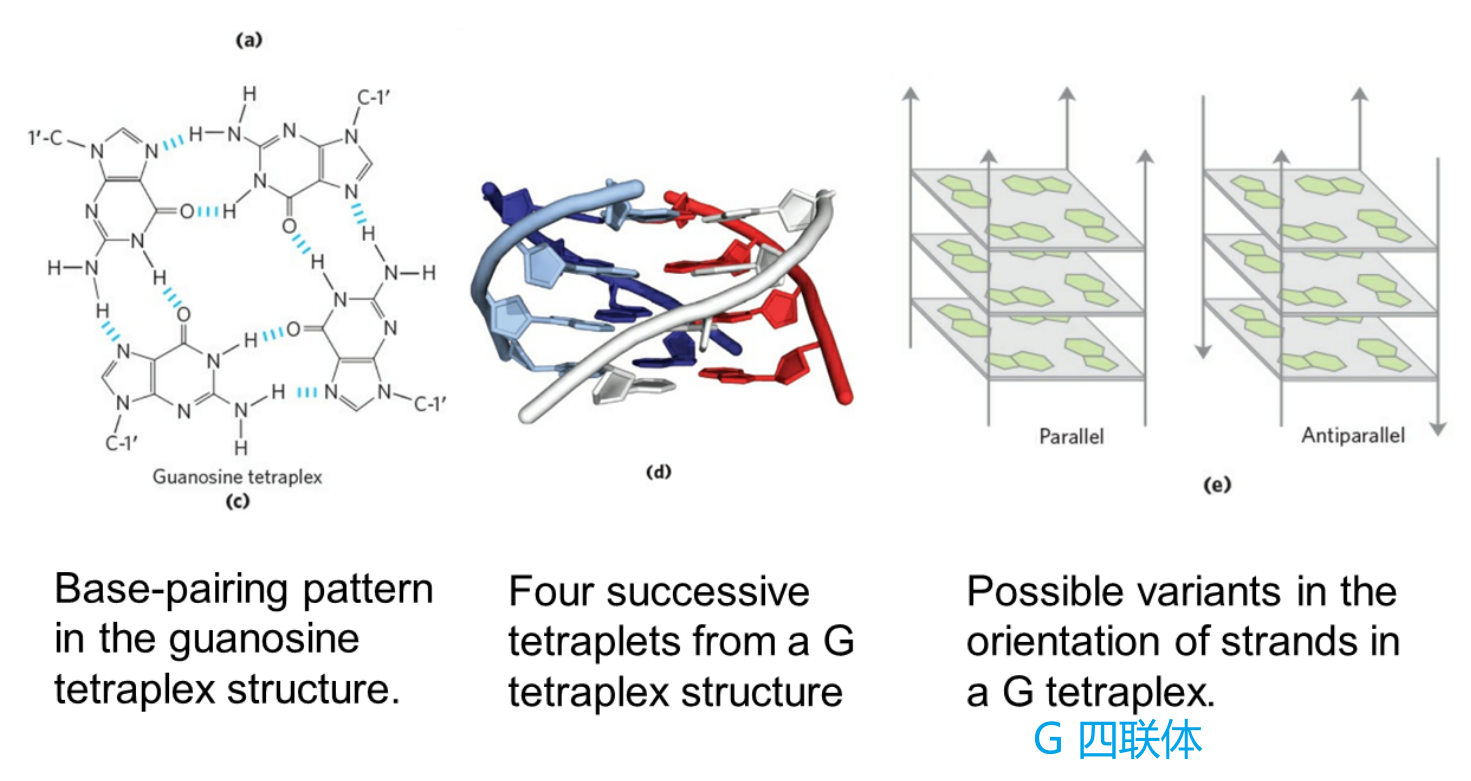 (a)
H
C-1′
1′-C
N
N
H—N
N
N
N
O
H
N
N
O
N
N
H
H—N
H
H
H
N—H
H
O
N
N
H
O
N
N
N
H
N
N
N
H
N
C-1′
C-1′
H
Guanosine tetraplex
(c)
(d)
Parallel
Antiparallel
(e)
Base-pairing pattern
in the guanosine
tetraplex structure.
Four successive
tetraplets from a G
tetraplex structure
Possible variants in the
orientation of strands in
a G tetraplex.
G 四联体